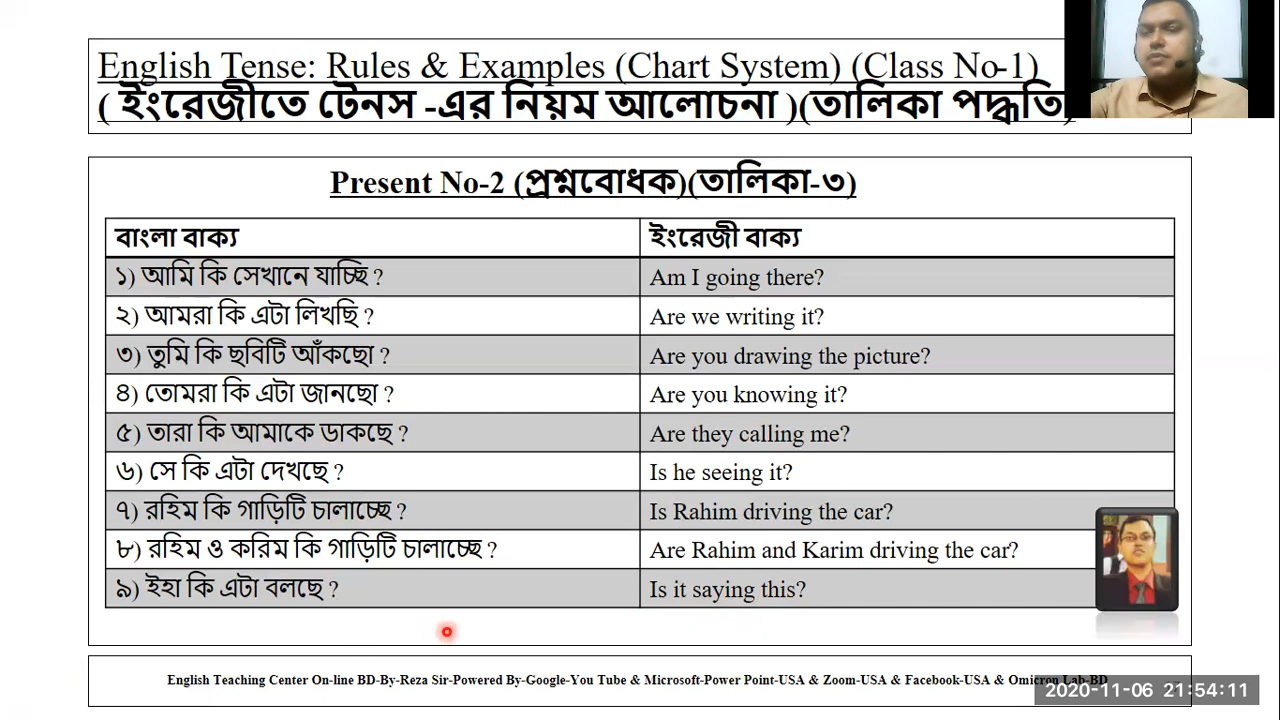 English Tense: Rules & Examples (Chart System) (Class No-1)
( ইংরেজীতে টেনস -এর নিয়ম আলোচনা )(তালিকা পদ্ধতি)
Present No-2 (প্রশ্নবোধক)(তালিকা-৩)
বাংলা বাক্য ইংরেজী বাক্য
১) আমি কি সেখানে যাচ্ছি ? Am I going there?
২) আমরা কি এটা লিখছি ? Are we writing it?
৩) তুমি কি ছবিটি আঁকছো ? Are you drawing the picture?
৪) তোমরা কি এটা জানছো ? Are you knowing it?
৫) তারা কি আমাকে ডাকছে ? Are they calling me?
৬) সে কি এটা দেখছে ? Is he seeing it?
৭) রহিম কি গাড়িটি চালাচ্ছে ? Is Rahim driving the car?
৮) রহিম ও করিম কি গাড়িটি চালাচ্ছে ? Are Rahim and Karim driving the car?
৯) ইহা কি এটা বলছে ? Is it saying this?
English Teaching Center On-line BD-By-Reza Sir-Powered By-Google-You Tube & Microsoft-Power Point-USA & Zoom-USA & Facebook-USA & Omicron Lab-BD
2020-11-06 21:54:11